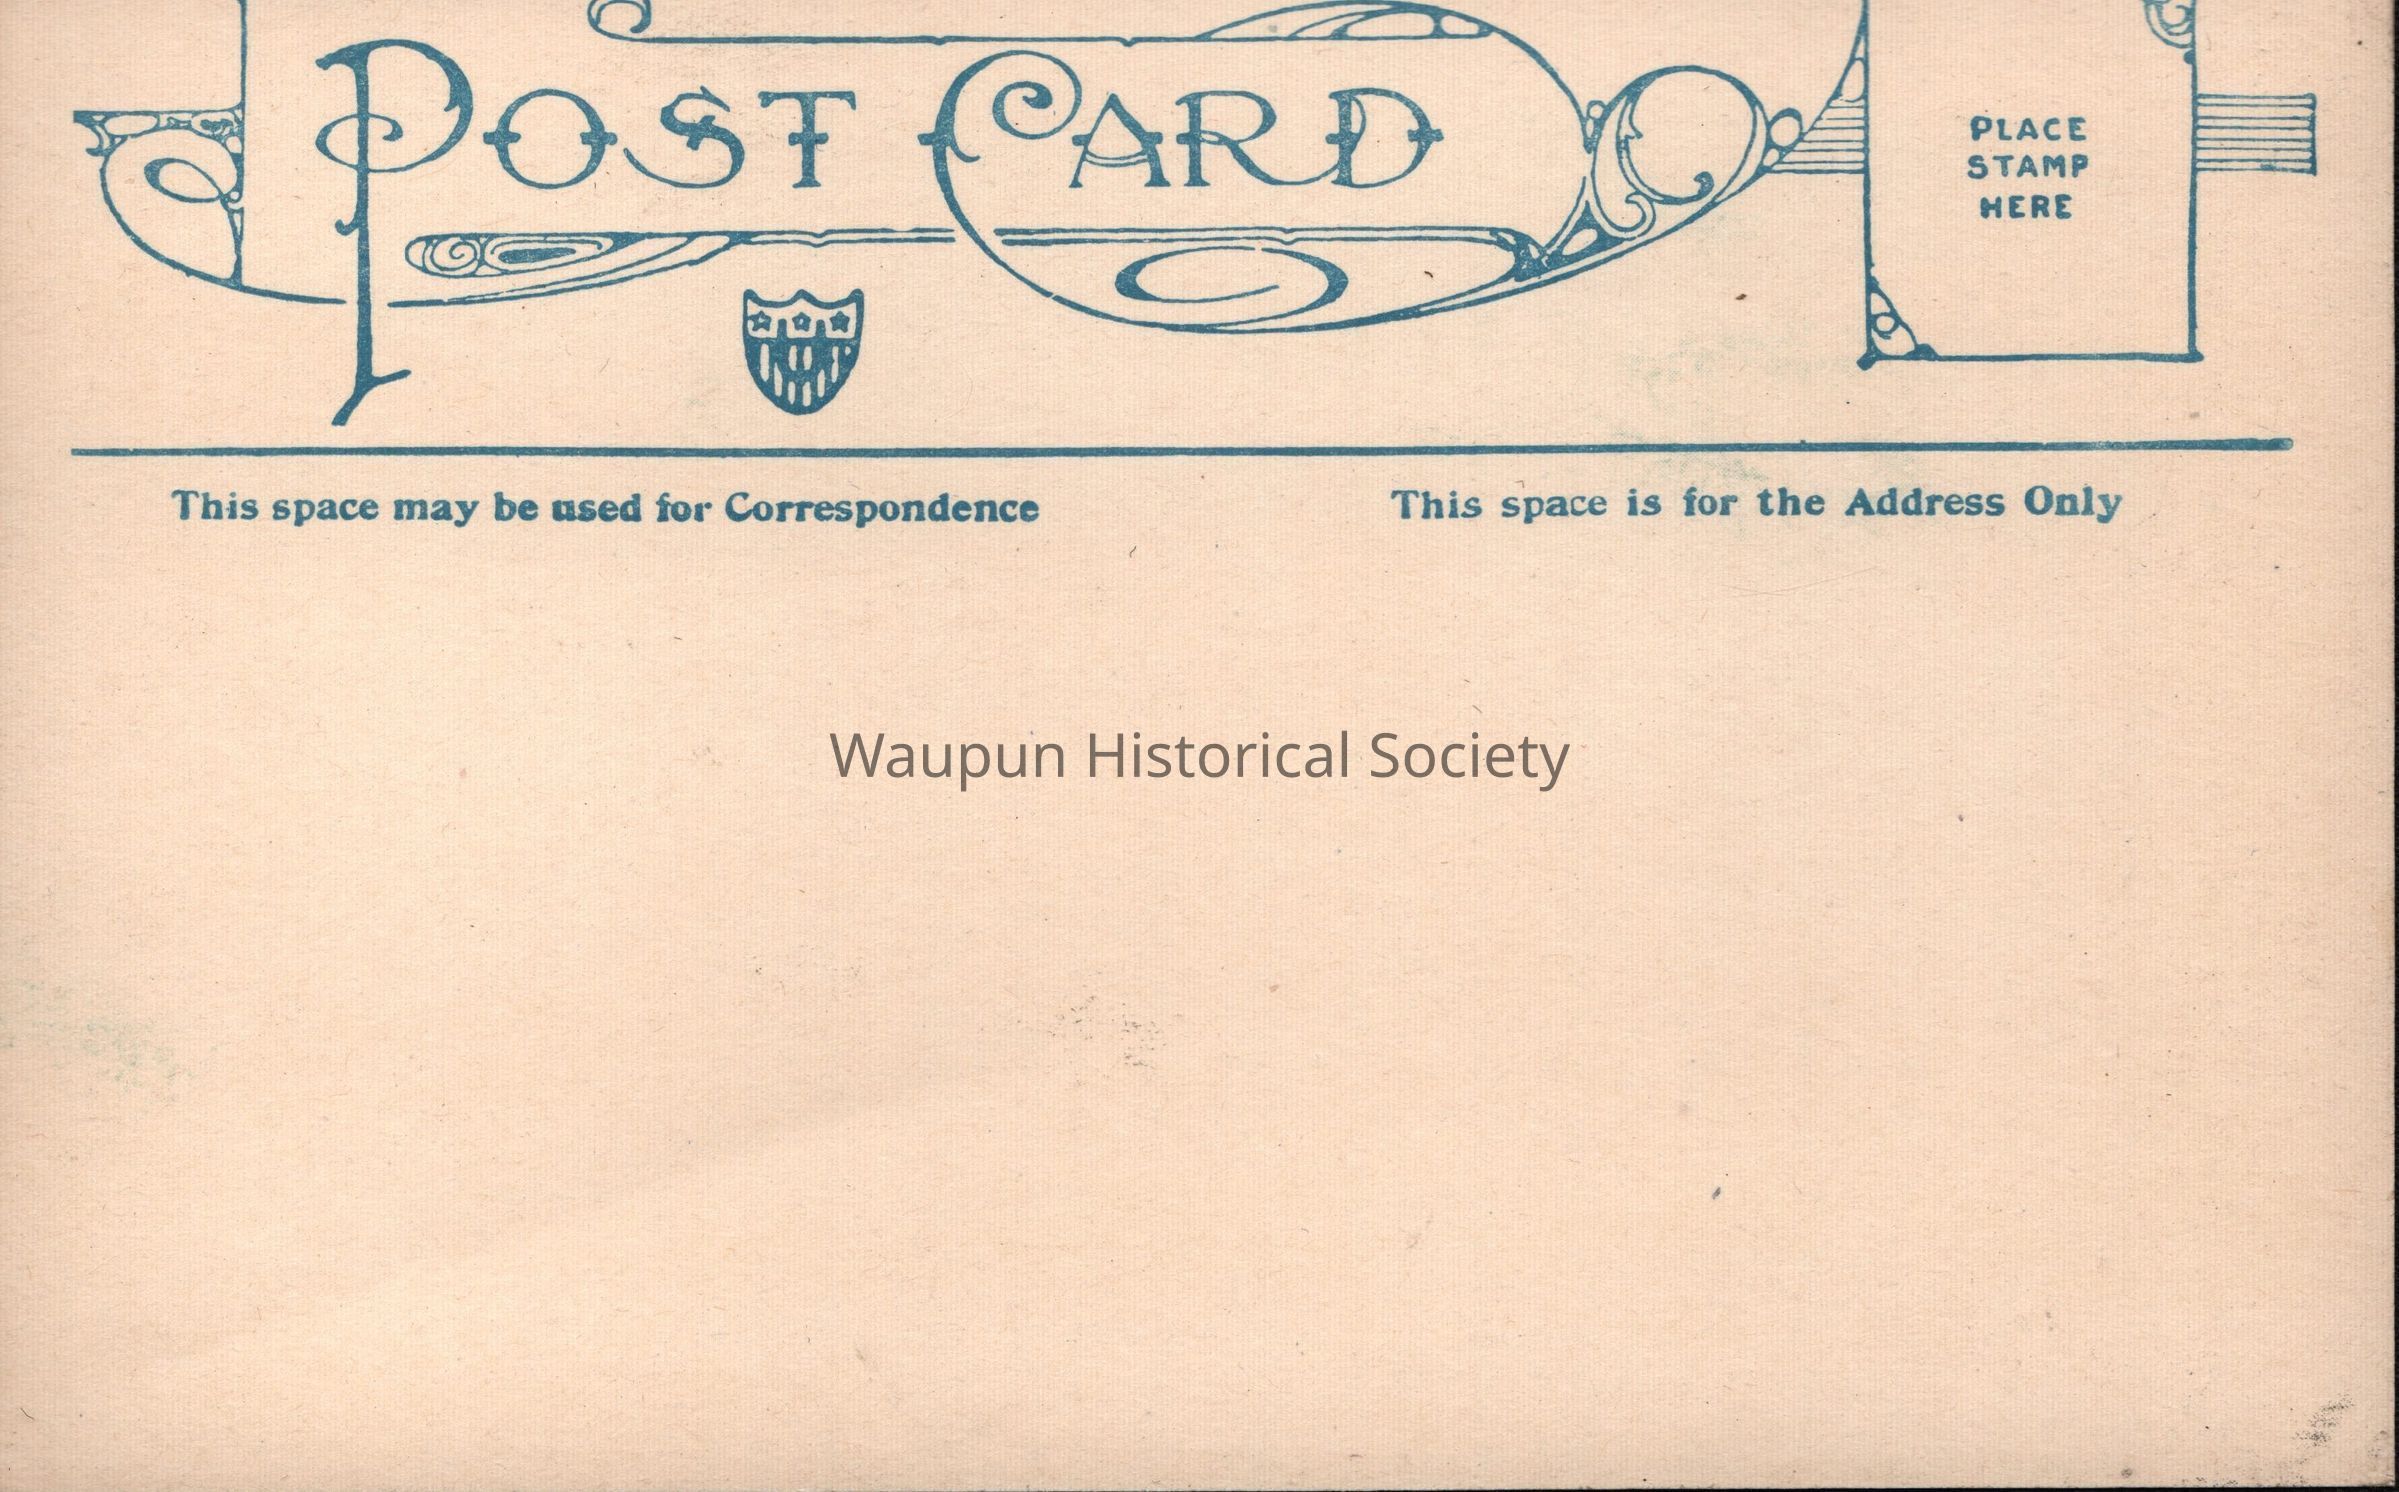 POST CARD
PLACE
STAMP
HERE
This space may be used for Correspondence
This space is for the Address Only
Waupun Historical Society